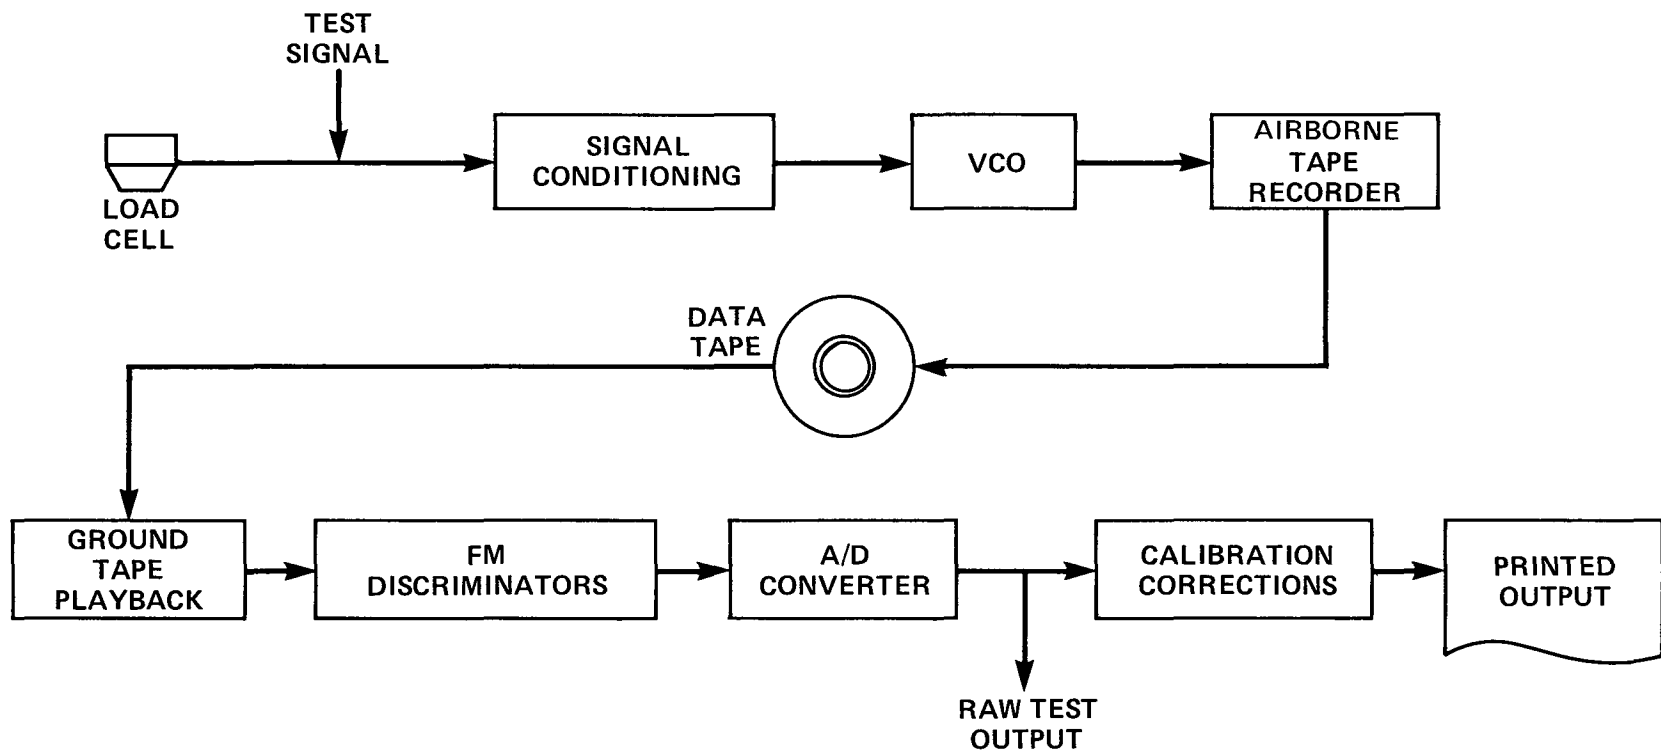 TEST
SIGNAL
SIGNAL
CONDITIONING
VCO
AIRBORNE
TAPE
RECORDER
LOAD
CELL
DATA
TAPE
GROUND
TAPE
PLAYBACK
FM
DISCRIMINATORS
A/D
CONVERTER
CALIBRATION
CORRECTIONS
PRINTED
OUTPUT
RAW TEST
OUTPUT